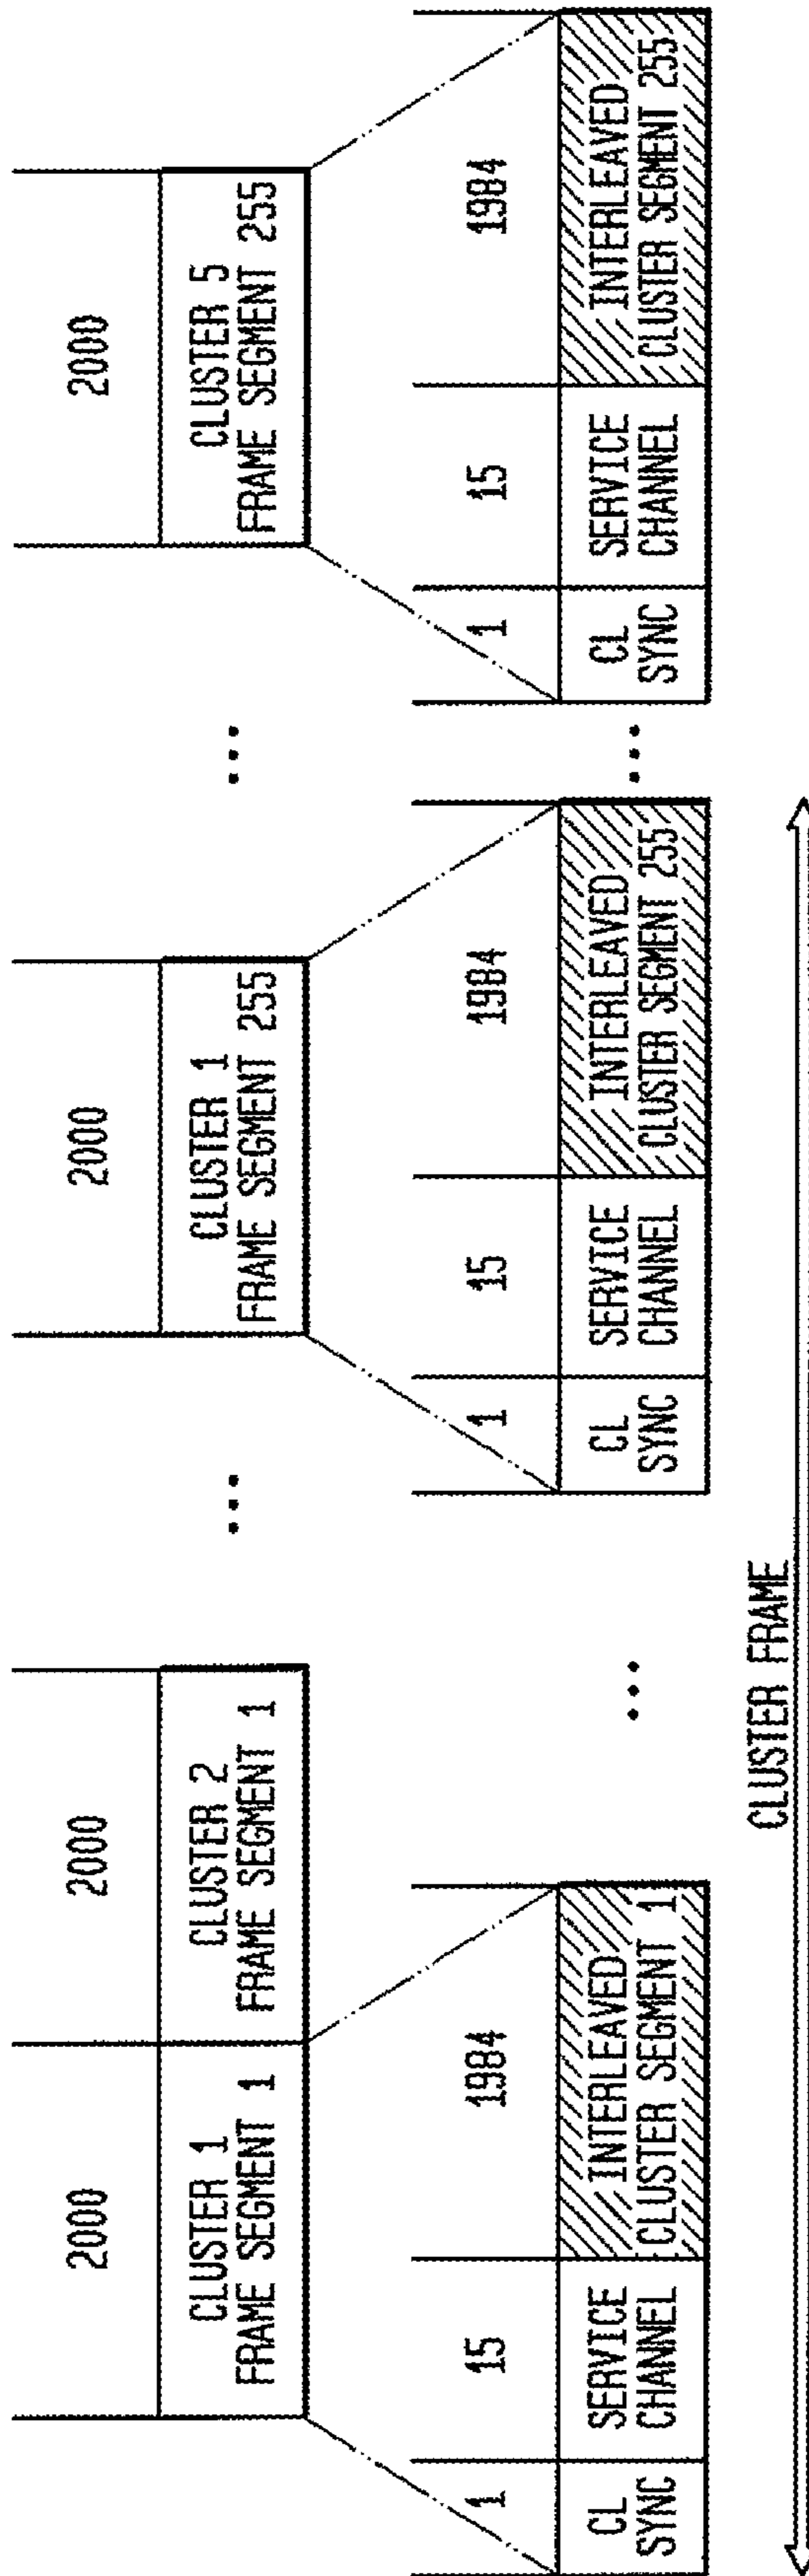 2000
2000
CLUSTER 1
FRAME SEGMENT 1
CLUSTER 2
FRAME SEGMENT 1
...
2000
CLUSTER 1
FRAME SEGMENT 255
...
2000
CLUSTER 5
FRAME SEGMENT 255
1
15
1984
CL
SYNC
SERVICE
CHANNEL
INTERLEAVED
CLUSTER SEGMENT 1
...
1
15
1984
CL
SYNC
SERVICE
CHANNEL
INTERLEAVED
CLUSTER SEGMENT 255
...
1
15
1984
CL
SYNC
SERVICE
CHANNEL
INTERLEAVED
CLUSTER SEGMENT 255
CLUSTER FRAME